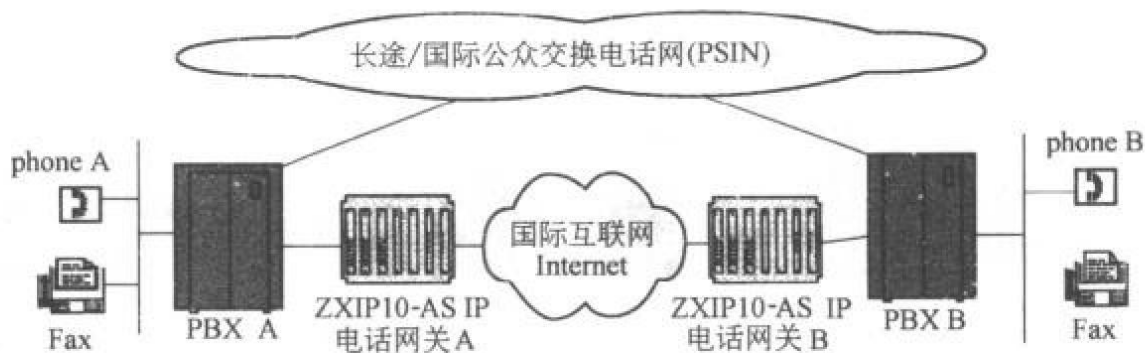 长途/国际公众交换电话网(PSIN)
phone A
phone B
国际互联网
Internet
Fax
PBX A
ZXIP10-AS IP
电话网关A
ZXIP10-AS IP
电话网关B
PBX B
Fax